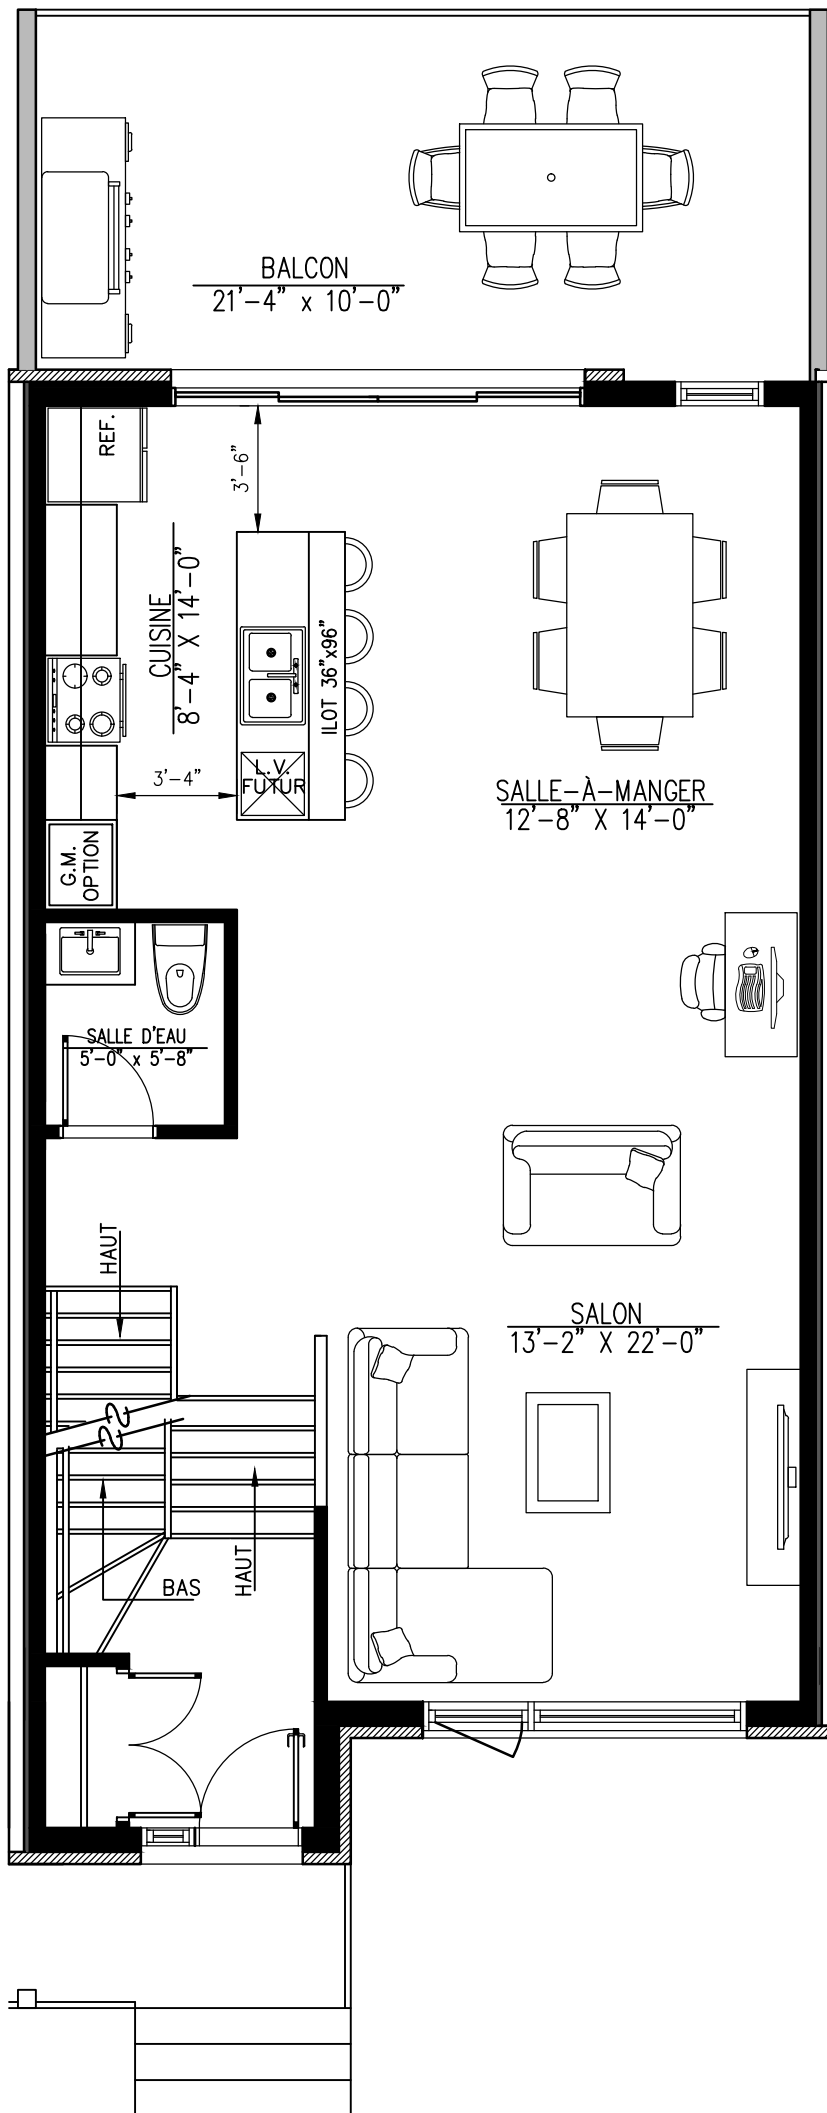 BALCON
21'-4" x 10'-0"
REF.
3'-6"
CUISINE
8'-4" X 14'-0"
ILOT 36"x96"
L.V.
FUTUR
3'-4"
SALLE-À-MANGER
12'-8" X 14'-0"
G.M.
OPTION
SALLE D'EAU
5'-0" x 5'-8"
HAUT
SALON
13'-2" X 22'-0"
BAS
HAUT